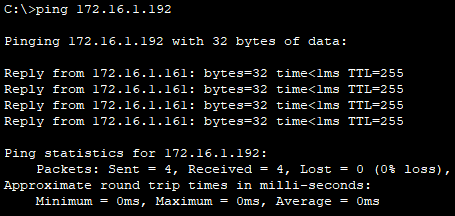 C:\>ping 172.16.1.192
Pinging 172.16.1.192 with 32 bytes of data:
Reply from 172.16.1.161: bytes=32 time<1ms TTL=255
Reply from 172.16.1.161: bytes=32 time<1ms TTL=255
Reply from 172.16.1.161: bytes=32 time<1ms TTL=255
Reply from 172.16.1.161: bytes=32 time<1ms TTL=255
Ping statistics for 172.16.1.192:
    Packets: Sent = 4, Received = 4, Lost = 0 (0% loss),
Approximate round trip times in milli-seconds:
    Minimum = 0ms, Maximum = 0ms, Average = 0ms